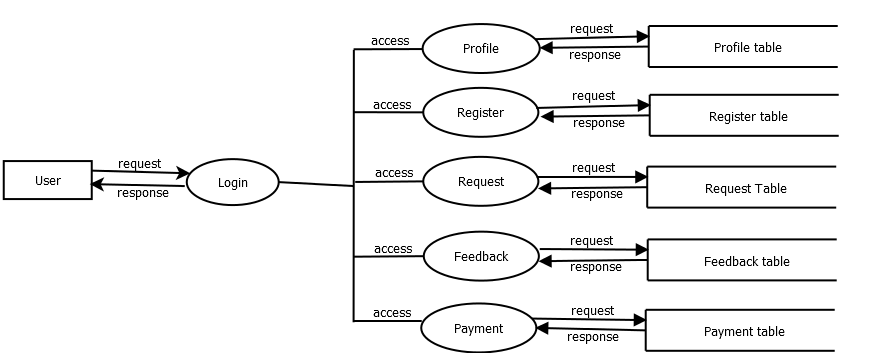 request
access
Profile
Profile table
response
request
access
Register
Register table
response
request
User
Login
response
access
request
Request
Request Table
response
access
request
Feedback
Feedback table
response
access
request
Payment
Payment table
response